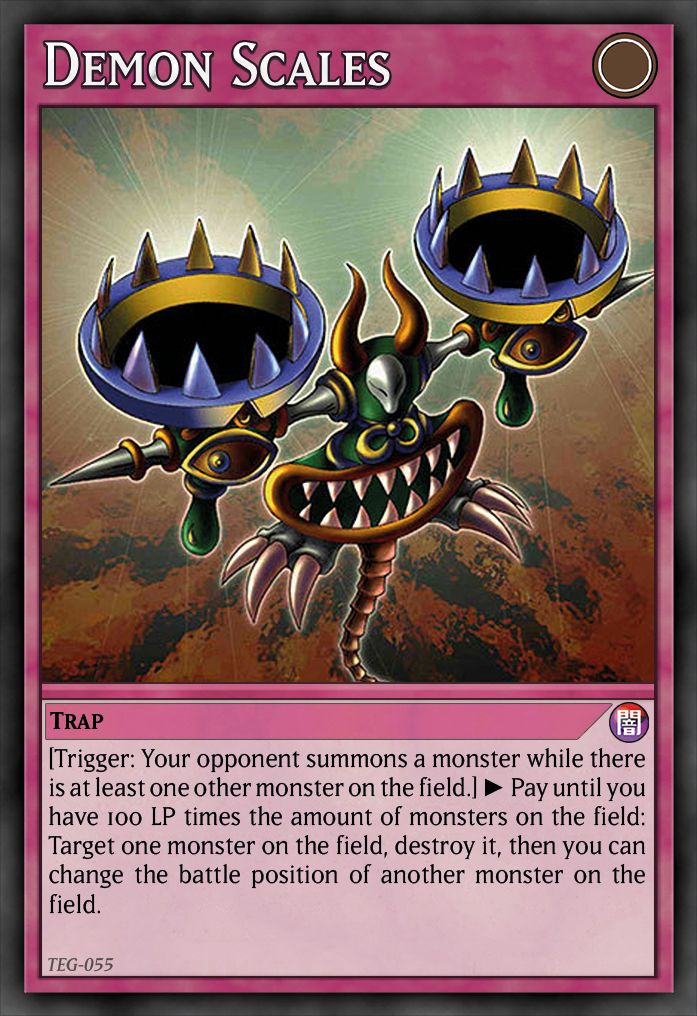 Demon Scales
Trap
闇
[Trigger: Your opponent summons a monster while there
is at least one other monster on the field.] ► Pay until you
have 100 LP times the amount of monsters on the field:
Target one monster on the field, destroy it, then you can
change the battle position of another monster on the
field.
TEG-055